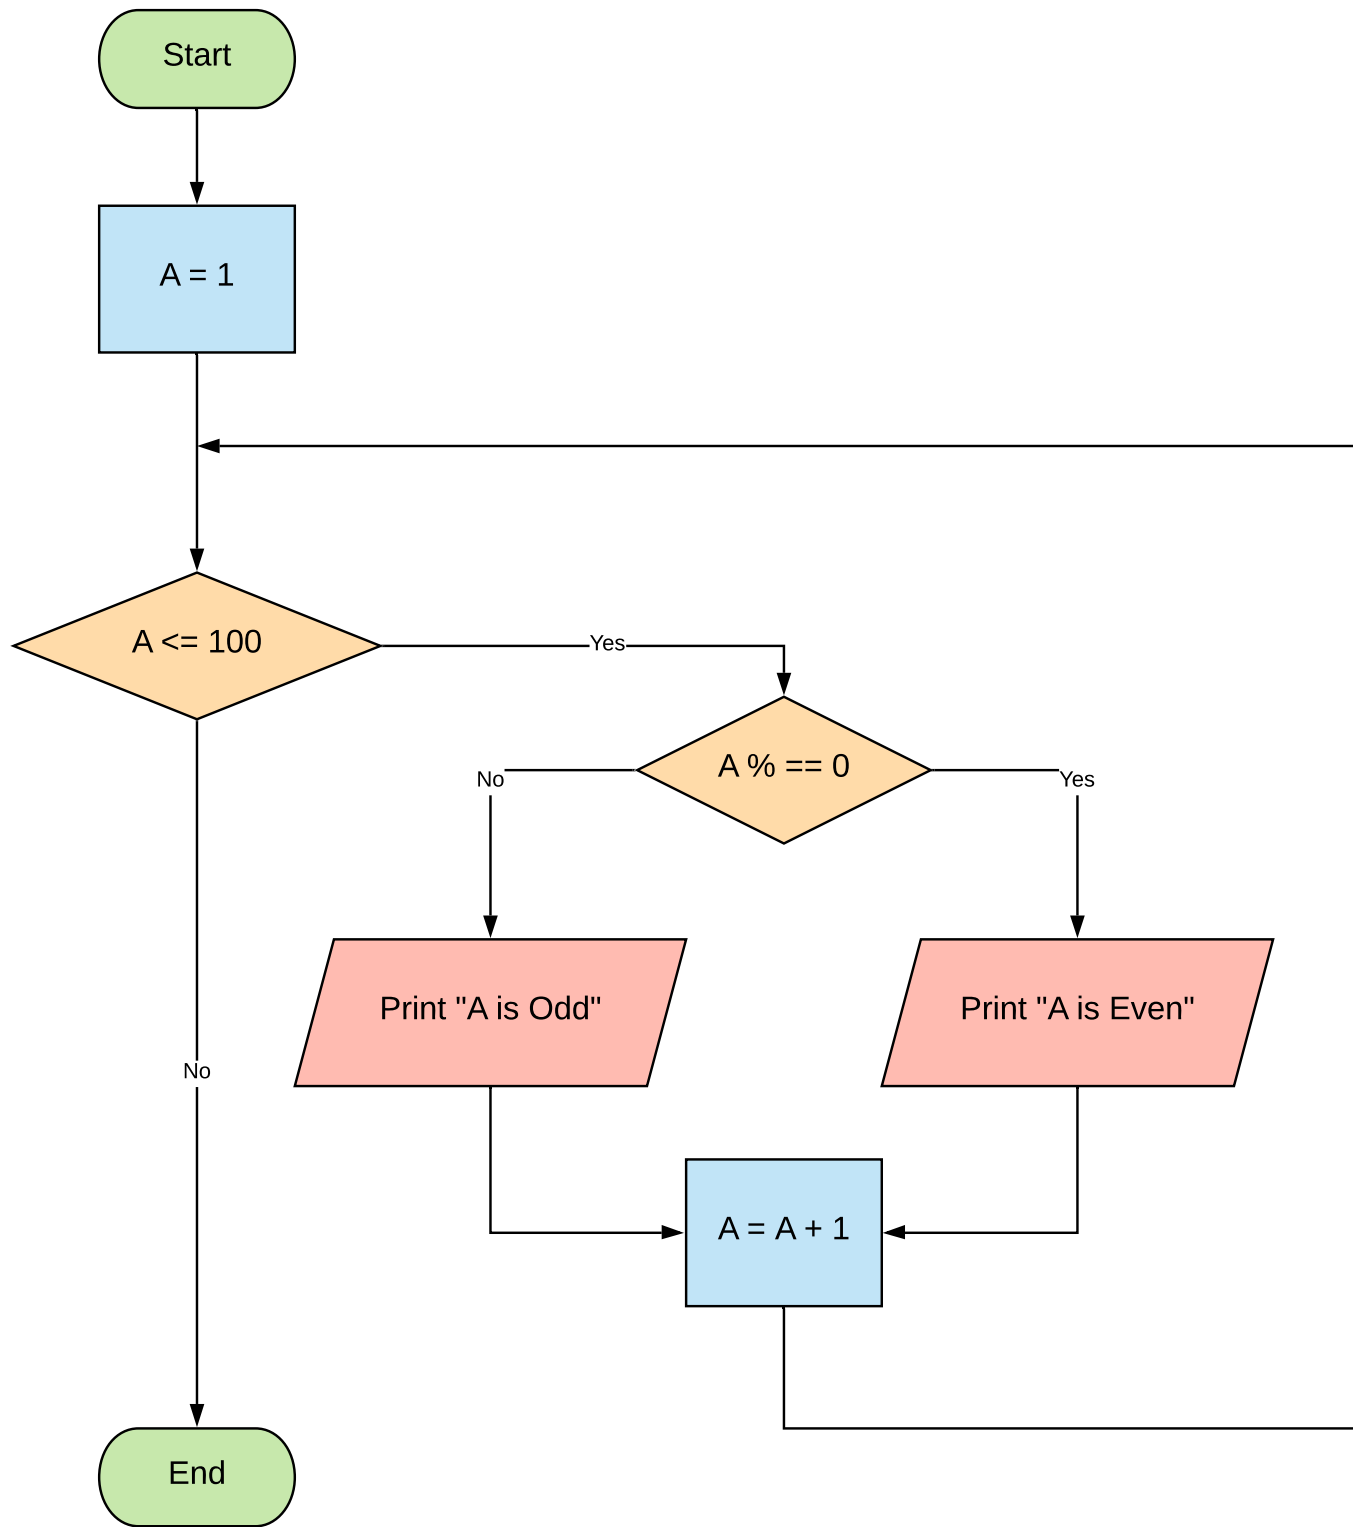 Start
A = 1
A <= 100
Yes
A % == 0
No
Yes
Print "A is Odd"
Print "A is Even"
No
A = A + 1
End